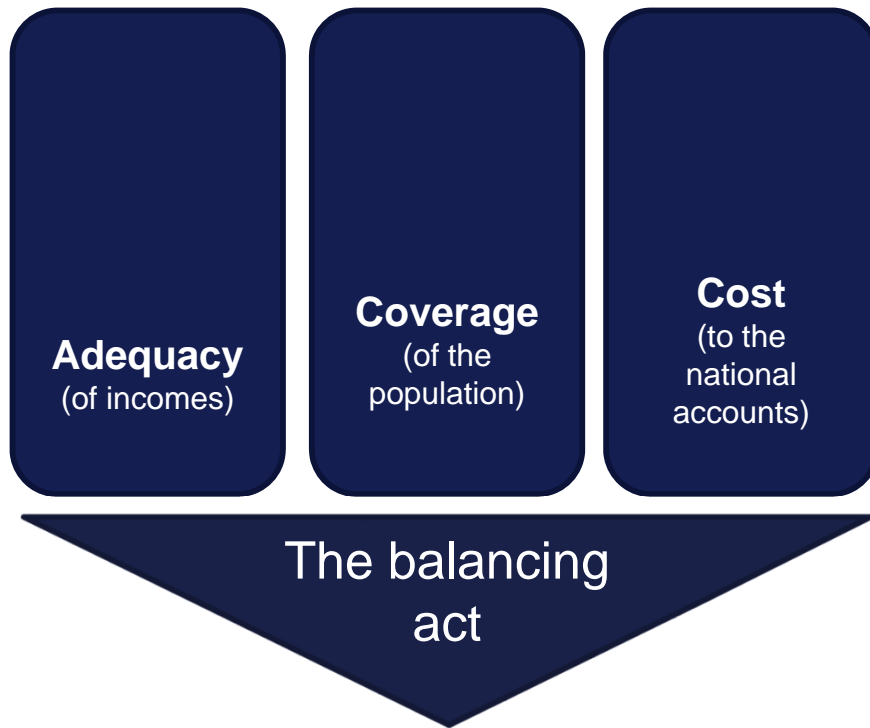 Adequacy
(of incomes)
Coverage
(of the
population)
Cost
(to the
national
accounts)
The balancing
act